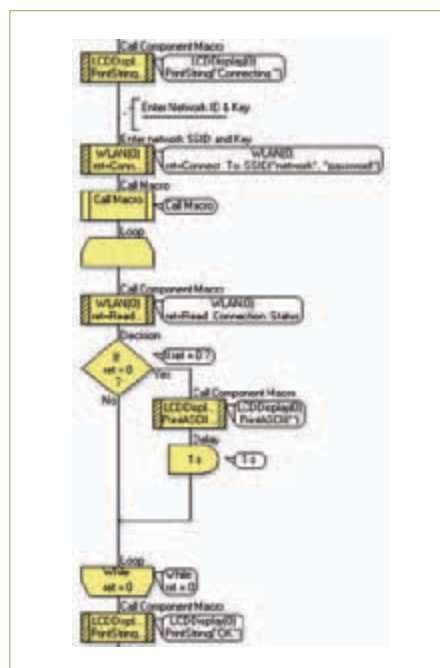 Call Component Macro
LCDDispl...
PrintString...
LCDDisplay(0)
PrintString("Connecting")
Enter Network ID & Key
Enter network SSID and Key
WLAN(0)
ret=Conn...
WLAN(0)
ret=Connect_To_SSID("network", "password")
Call Macro
Call Macro
Call Macro
Loop
Call Component Macro
WLAN(0)
ret=Read...
WLAN(0)
ret=Read_Connection_Status
Decision
If
ret = 0
?
If ret = 0 ?
Yes
No
Call Component Macro
LCDDispl...
PrintASCII...
LCDDisplay(0)
Delay
1 s
1 s
Loop
While
ret = 0
While
ret = 0
Call Component Macro
LCDDispl...
PrintString...
LCDDisplay(0)
PrintString("OK")